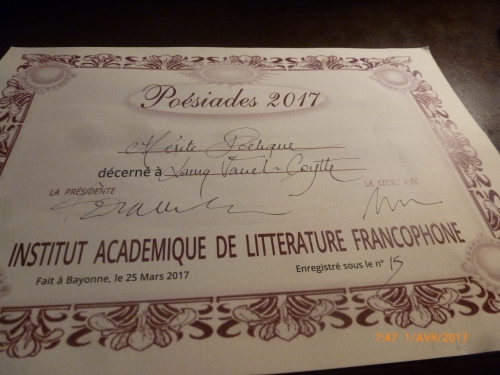 Poésiades 2017
Mérite Poétique
décerné à
LA PRÉSIDENTE
INSTITUT ACADEMIQUE DE LITTERATURE FRANCOPHONE
Fait à Bayonne, le 25 Mars 2017
Enregistré sous le n° 15
7:47 1/AVR/2017